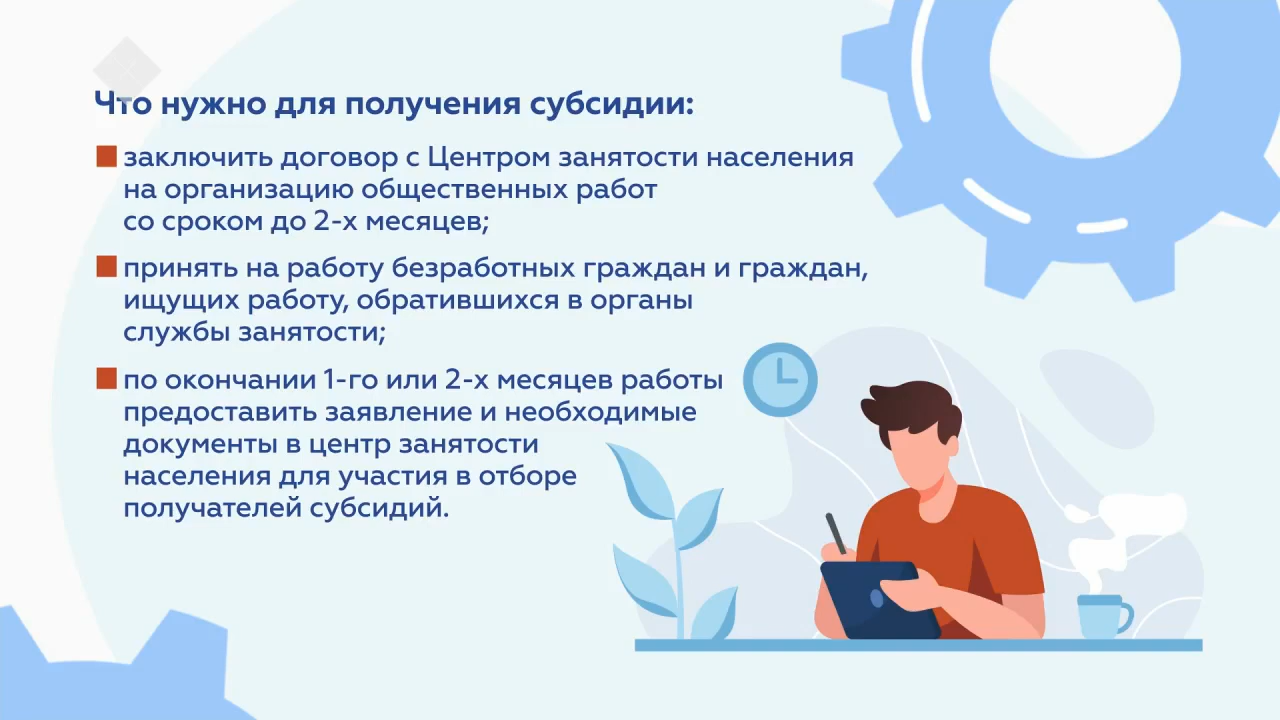 Что нужно для получения субсидии:
заключить договор с Центром занятости населения
на организацию общественных работ
со сроком до 2-х месяцев;
принять на работу безработных граждан и граждан,
ищущих работу, обратившихся в органы
службы занятости;
по окончании 1-го или 2-х месяцев работы
предоставить заявление и необходимые
документы в центр занятости
населения для участия в отборе
получателей субсидий.